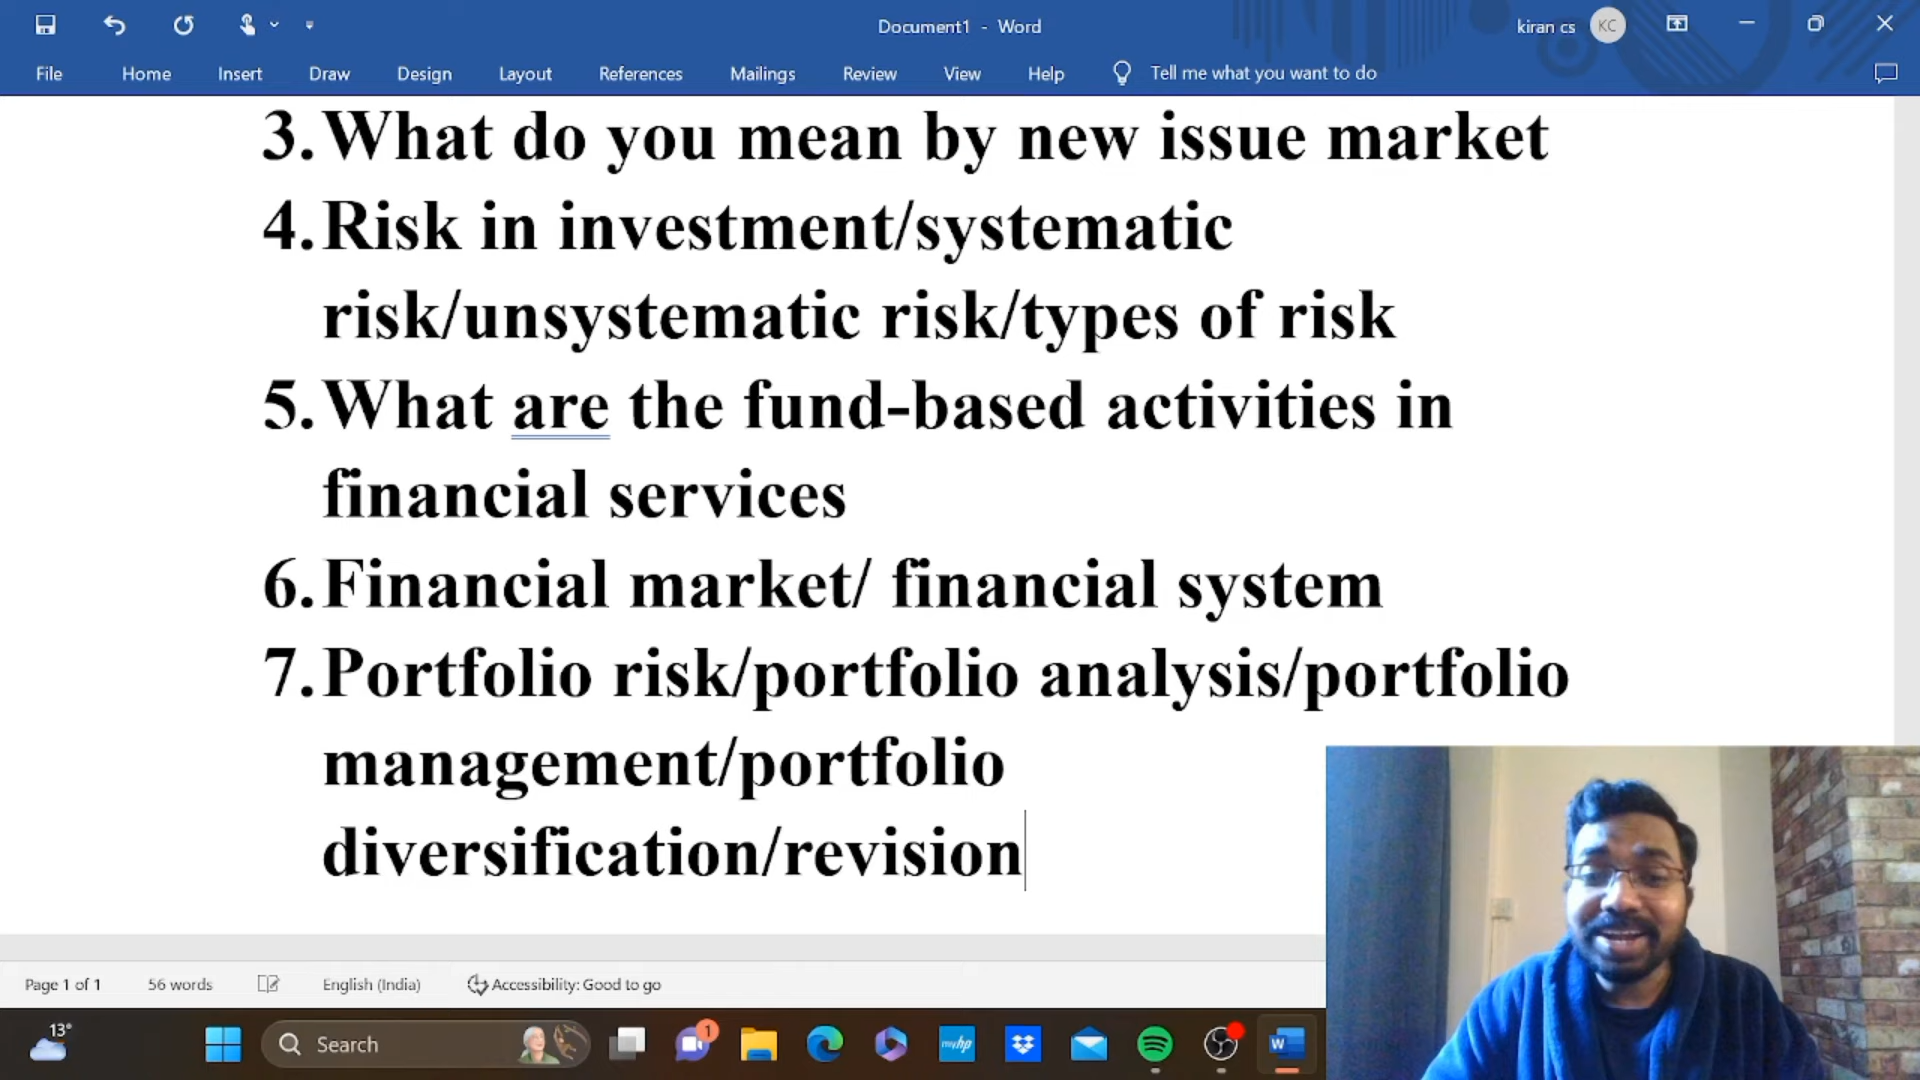 Document1 - Word
kiran cs
KC
File Home Insert Draw Design Layout References Mailings Review View Help Tell me what you want to do
3. What do you mean by new issue market
4. Risk in investment/systematic
risk/unsystematic risk/types of risk
5. What are the fund-based activities in
financial services
6. Financial market/ financial system
7. Portfolio risk/portfolio analysis/portfolio
management/portfolio
diversification/revision
Page 1 of 1 56 words English (India) Accessibility: Good to go
13°
Search
1
myhp
W